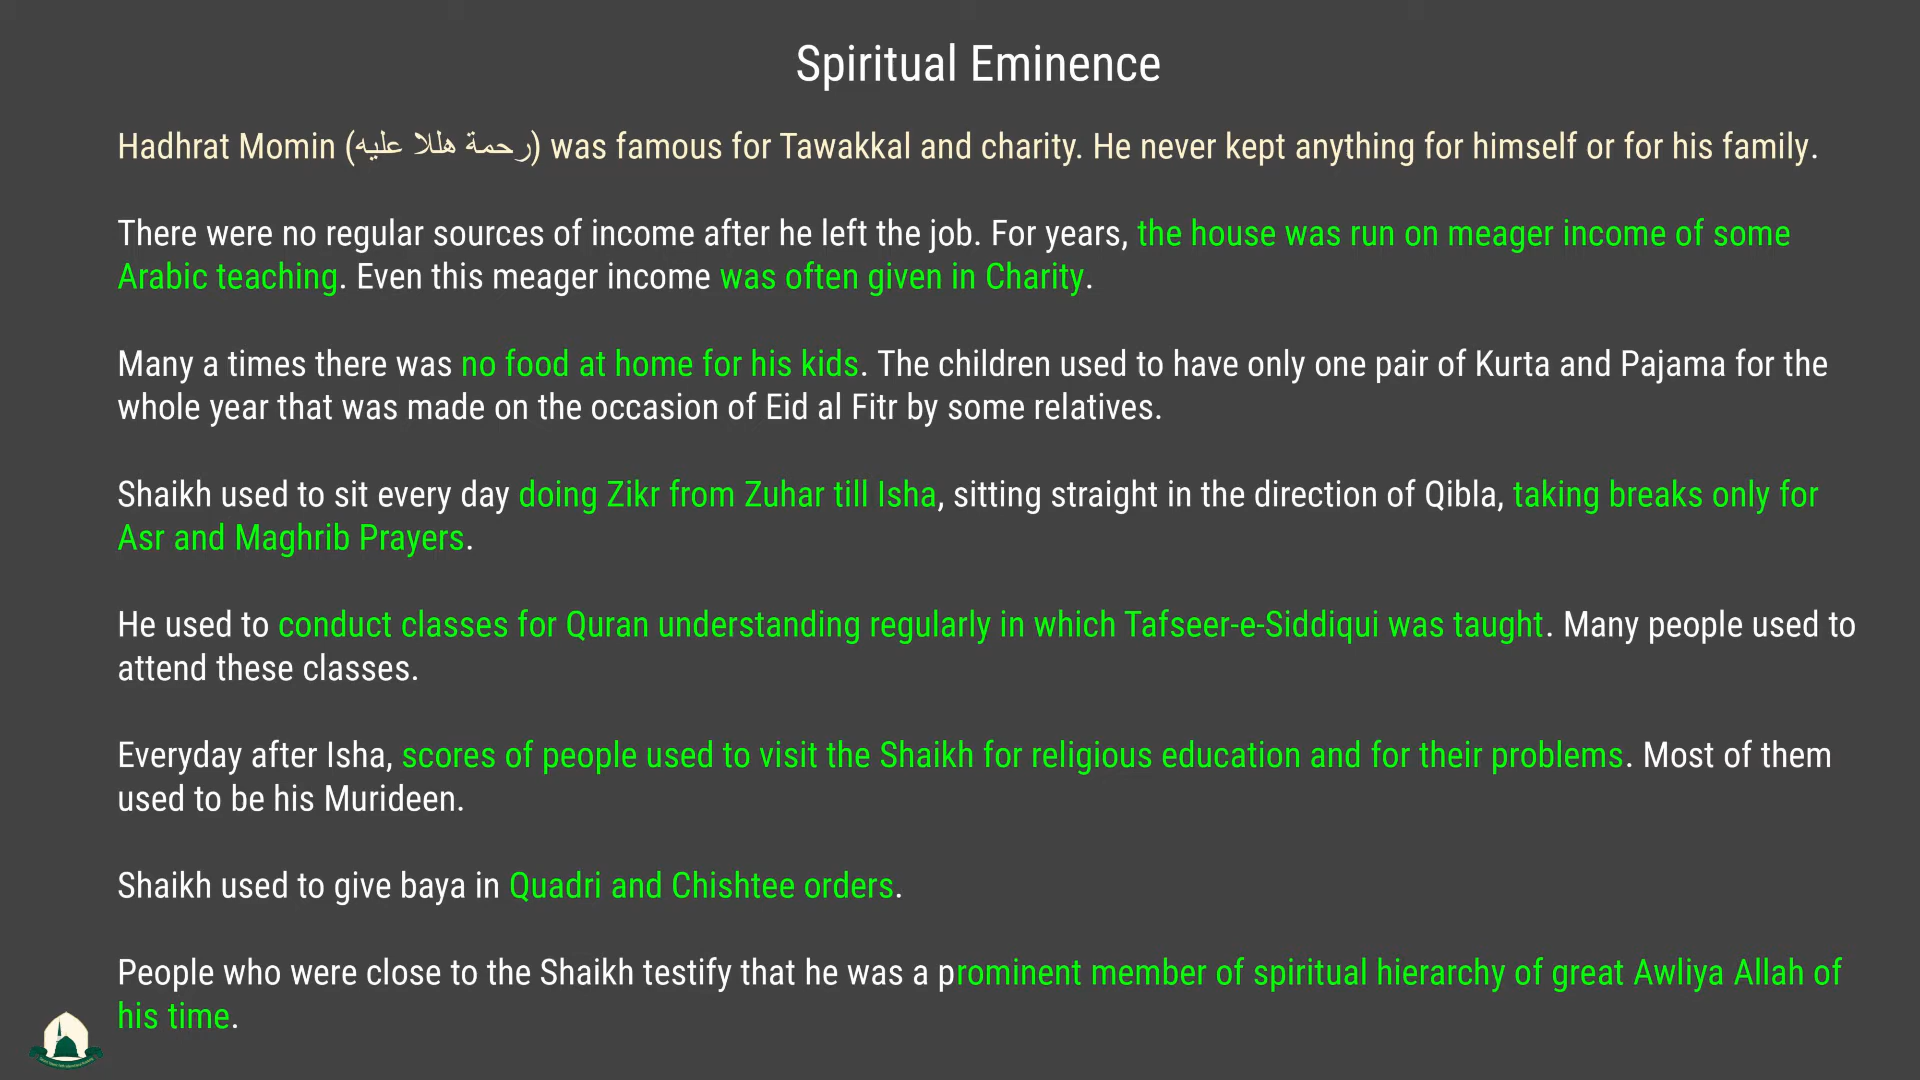 Spiritual Eminence
Hadhrat Momin (رحمة هللا عليه) was famous for Tawakkal and charity. He never kept anything for himself or for his family.
There were no regular sources of income after he left the job. For years, the house was run on meager income of some
Arabic teaching. Even this meager income was often given in Charity.
Many a times there was no food at home for his kids. The children used to have only one pair of Kurta and Pajama for the
whole year that was made on the occasion of Eid al Fitr by some relatives.
Shaikh used to sit every day doing Zikr from Zuhar till Isha, sitting straight in the direction of Qibla, taking breaks only for
Asr and Maghrib Prayers.
He used to conduct classes for Quran understanding regularly in which Tafseer-e-Siddiqui was taught. Many people used to
attend these classes.
Everyday after Isha, scores of people used to visit the Shaikh for religious education and for their problems. Most of them
used to be his Murideen.
Shaikh used to give baya in Quadri and Chishtee orders.
People who were close to the Shaikh testify that he was a prominent member of spiritual hierarchy of great Awliya Allah of
his time.